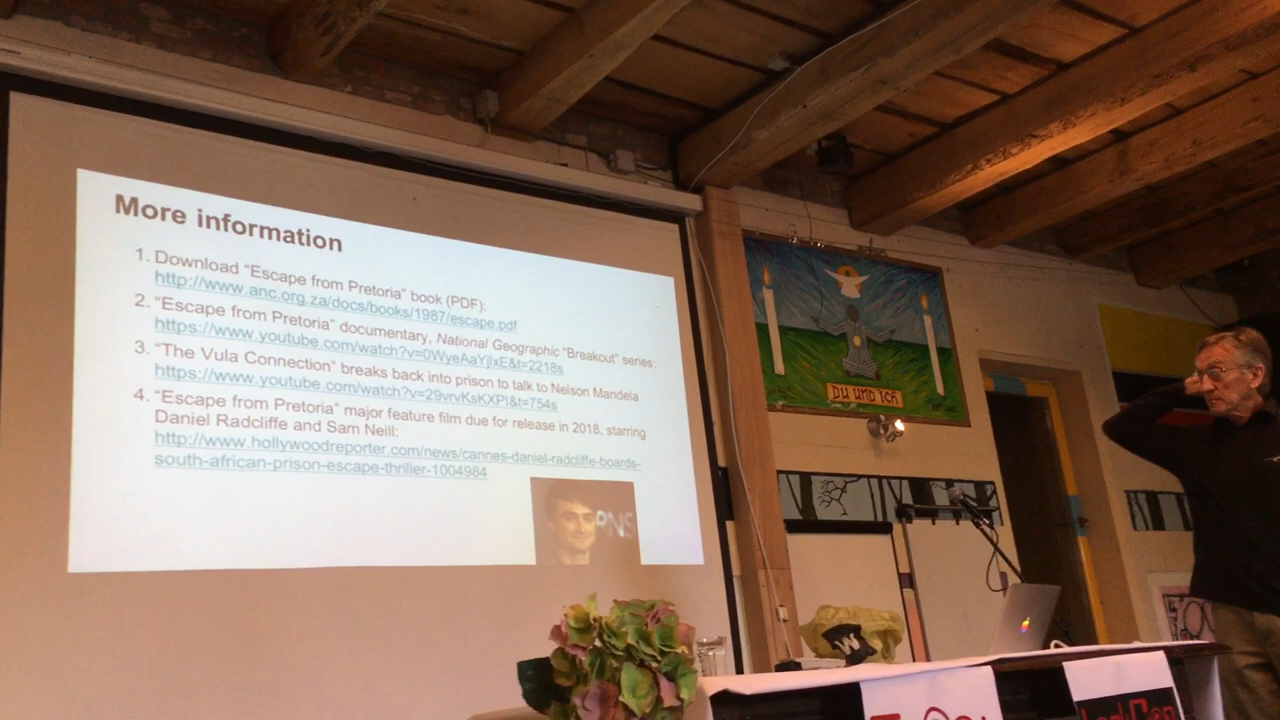 More information
1. Download "Escape from Pretoria" book (PDF):
http://www.anc.org.za/docs/books/1987/escape.pdf
2. "Escape from Pretoria" documentary, National Geographic "Breakout" series:
https://www.youtube.com/watch?v=0WyeAaYjlxE&t=2218s
3. "The Vula Connection" breaks back into prison to talk to Nelson Mandela
https://www.youtube.com/watch?v=29vrvKsKXPI&t=754s
4. "Escape from Pretoria" major feature film due for release in 2018, starring
Daniel Radcliffe and Sam Neill:
http://www.hollywoodreporter.com/news/cannes-daniel-radcliffe-boards-
south-african-prison-escape-thriller-1004984
PNS
DU UND ICH
W
LockCon